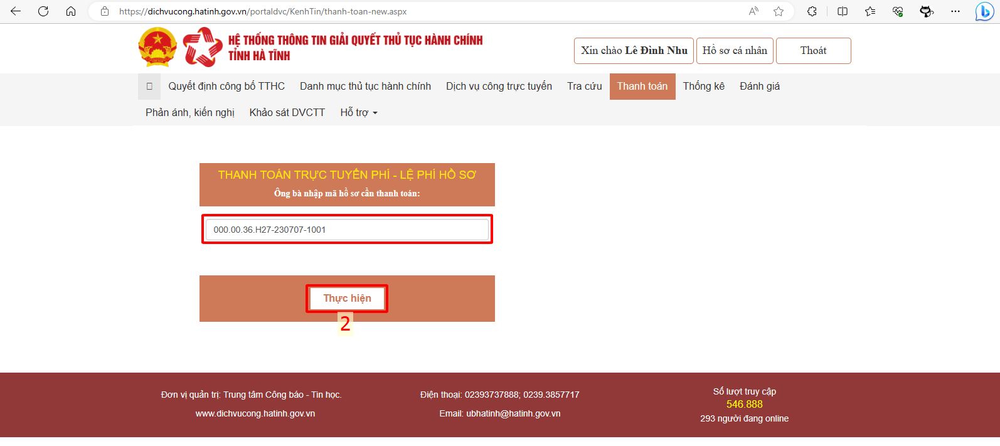 https://dichvucong.hatinh.gov.vn/portaldvc/KenhTin/thanh-toan-new.aspx
HỆ THỐNG THÔNG TIN GIẢI QUYẾT THỦ TỤC HÀNH CHÍNH
TỈNH HÀ TĨNH
Xin chào Lê Đình Nhu
Hồ sơ cá nhân
Thoát
Quyết định công bố TTHC
Danh mục thủ tục hành chính
Dịch vụ công trực tuyến
Tra cứu
Thanh toán
Thống kê
Đánh giá
Phản ánh, kiến nghị
Khảo sát DVCTT
Hỗ trợ
THANH TOÁN TRỰC TUYẾN PHÍ - LỆ PHÍ HỒ SƠ
Ông bà nhập mã hồ sơ cần thanh toán:
000.00.36.H27-230707-1001
Thực hiện
2
Đơn vị quản trị: Trung tâm Công báo - Tin học.
www.dichvucong.hatinh.gov.vn
Điện thoại: 02393737888; 0239.3857717
Email: ubhatinh@hatinh.gov.vn
Số lượt truy cập
546.888
293 người đang online